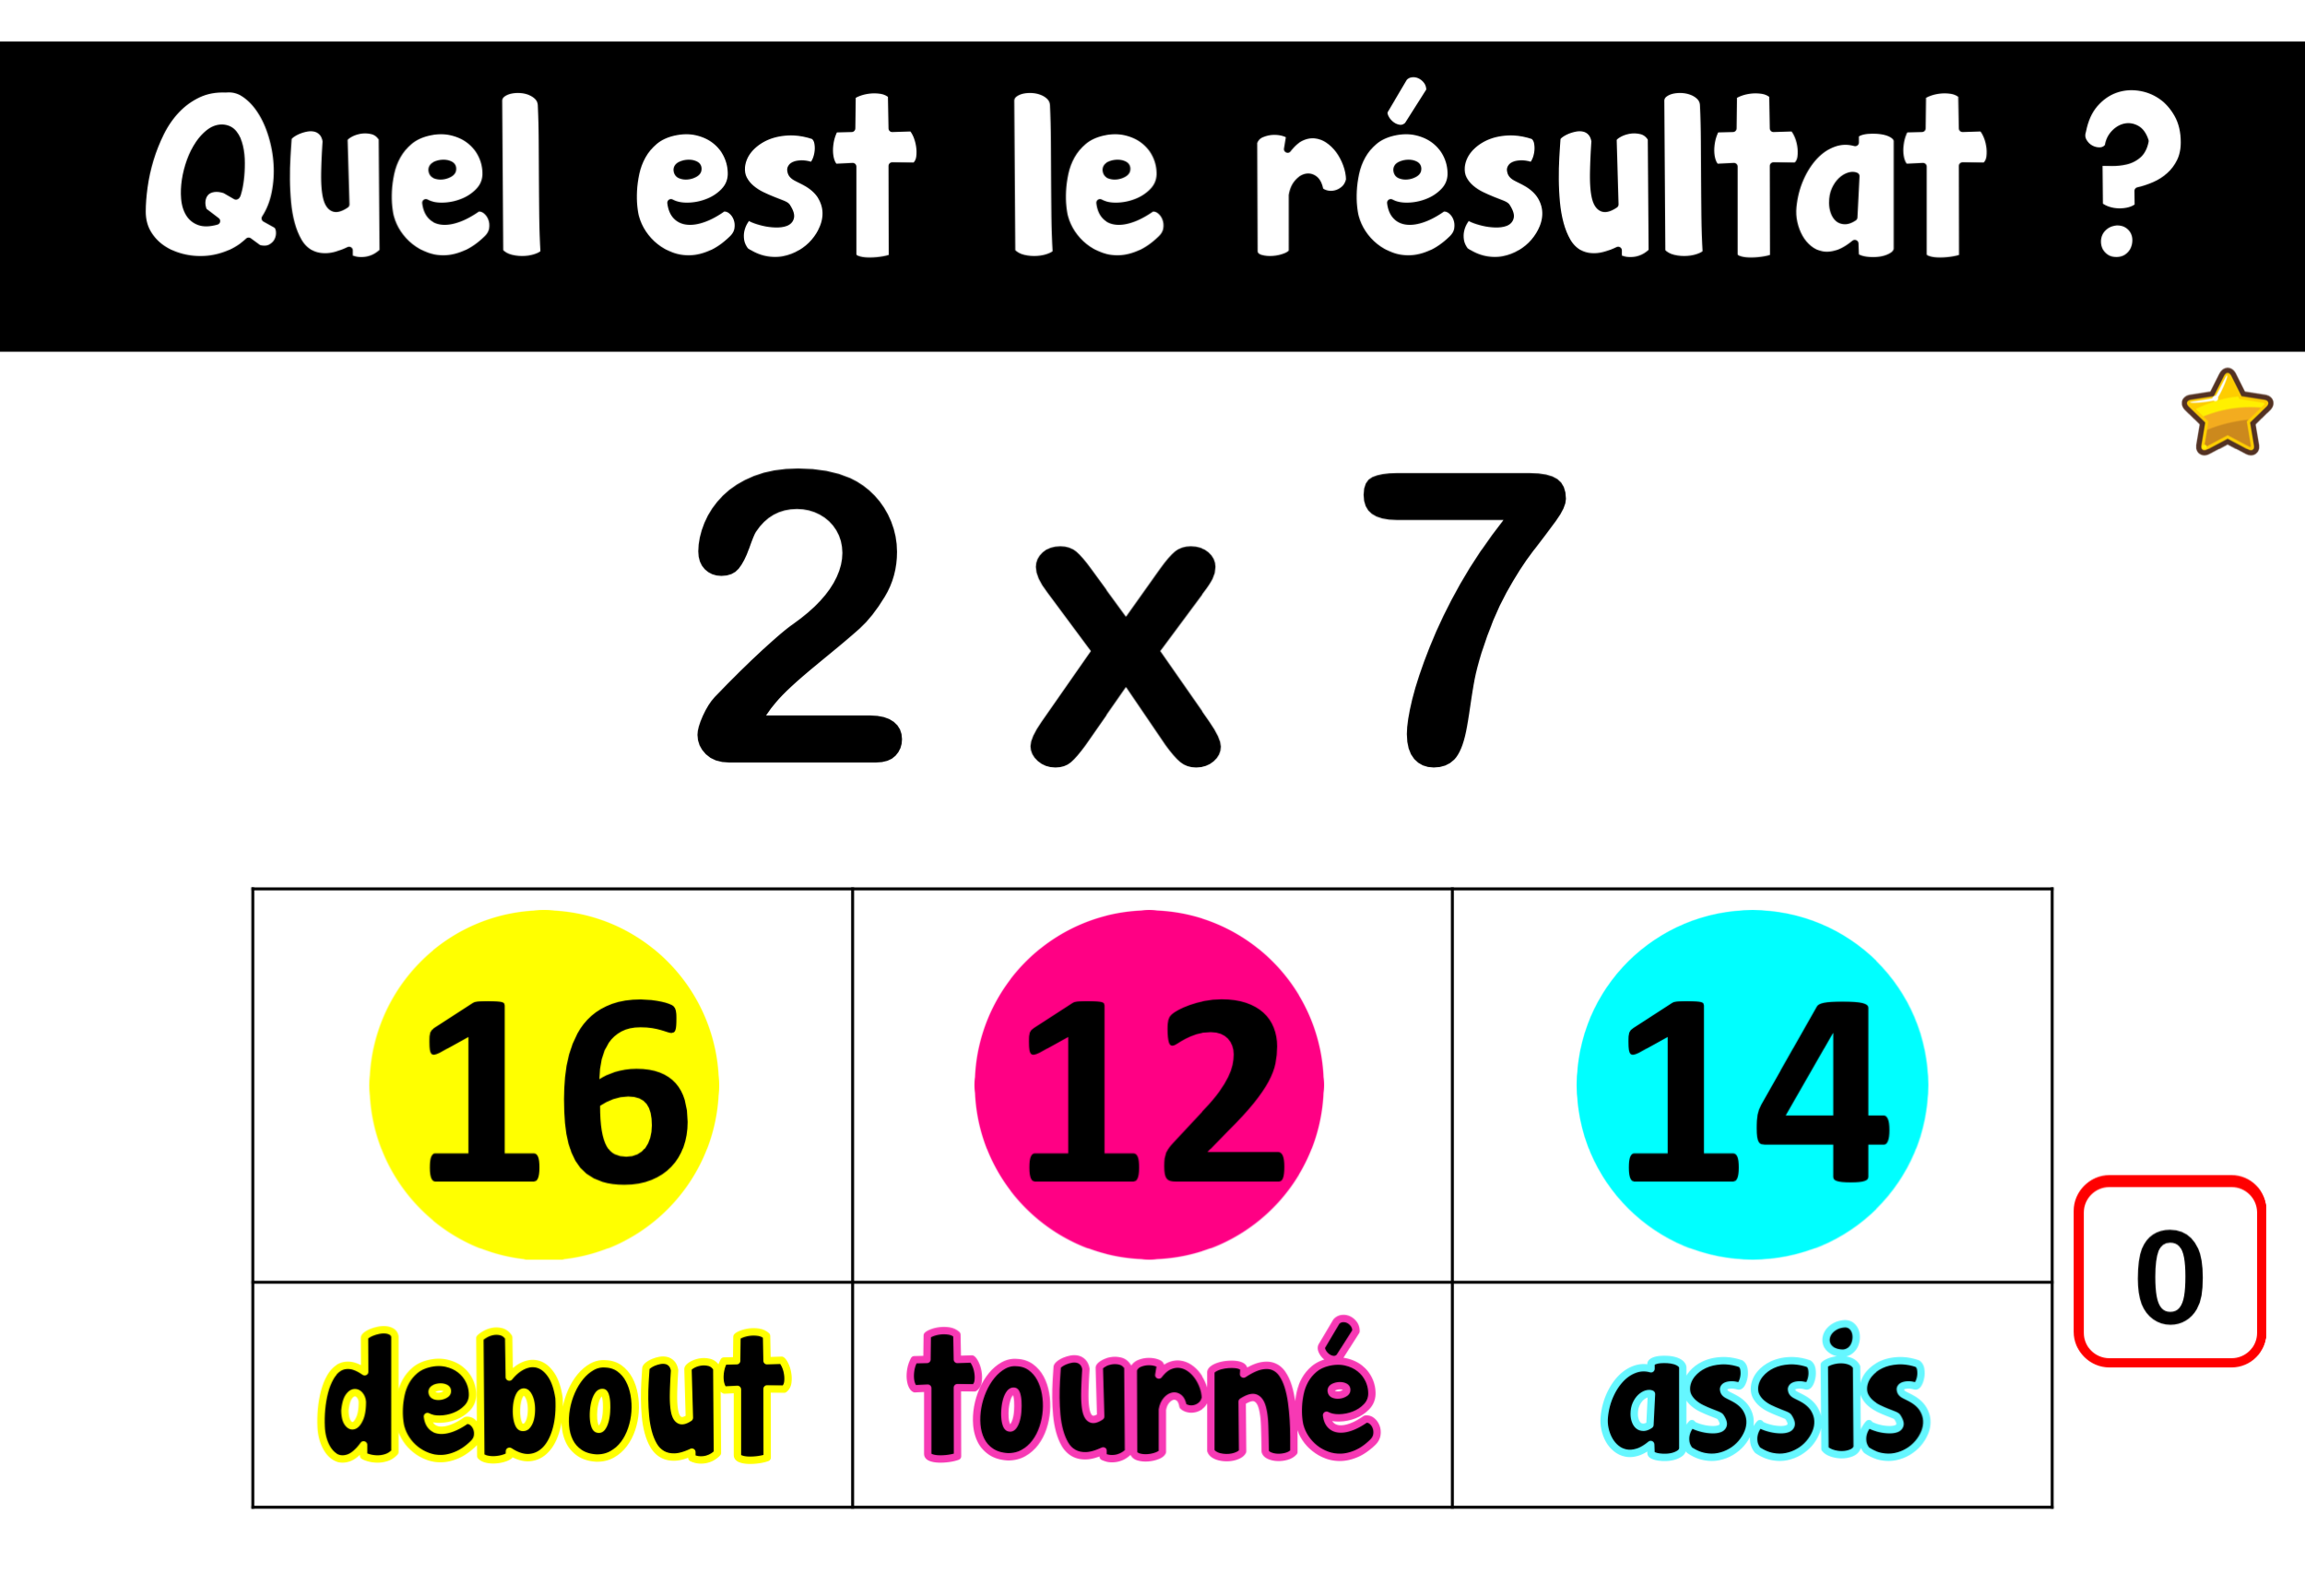 Quel est le résultat ?
2 x 7
16 12 14
0
debout tourné assis